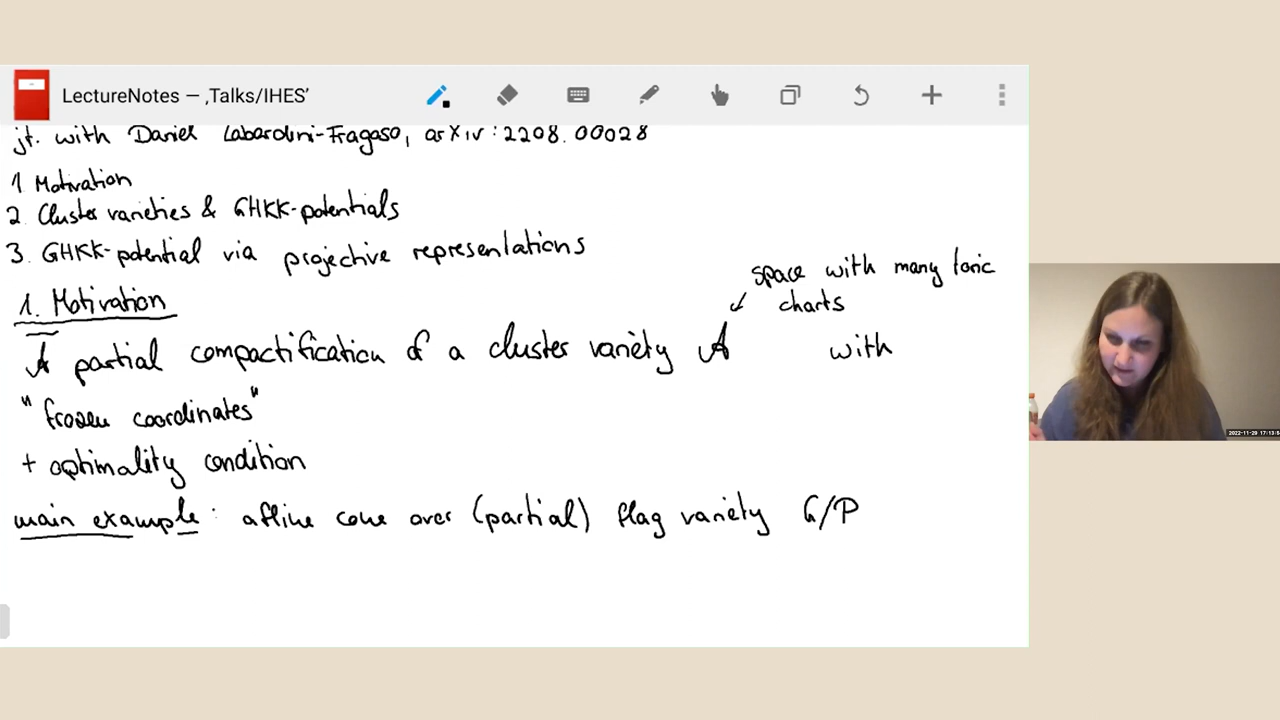 LectureNotes — ‚Talks/IHES’
jt. with Daniel Labardini-Fragoso, arXiv:2208.00028
1 Motivation
2. Cluster varieties & GHKK-potentials
3. GHKK-potential via projective representations
1. Motivation
space with many toric
charts
A partial compactification of a cluster variety A with
"frozen coordinates"
+ optimality condition
main example: affine cone over (partial) flag variety G/P